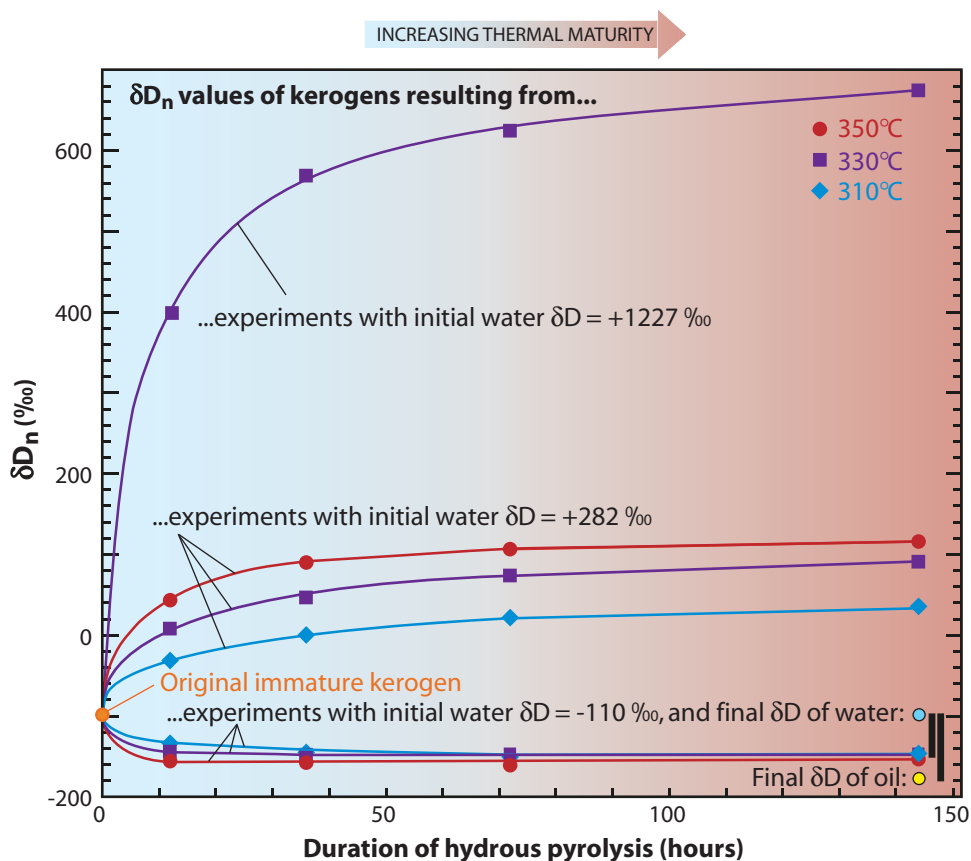 INCREASING THERMAL MATURITY
δDn values of kerogens resulting from...
350°C
330°C
310°C
600
400
200
0
-200
...experiments with initial water δD = +1227 ‰
...experiments with initial water δD = +282 ‰
Original immature kerogen
...experiments with initial water δD = -110 ‰, and final δD of water:
Final δD of oil:
δDn (‰)
0
50
100
150
Duration of hydrous pyrolysis (hours)